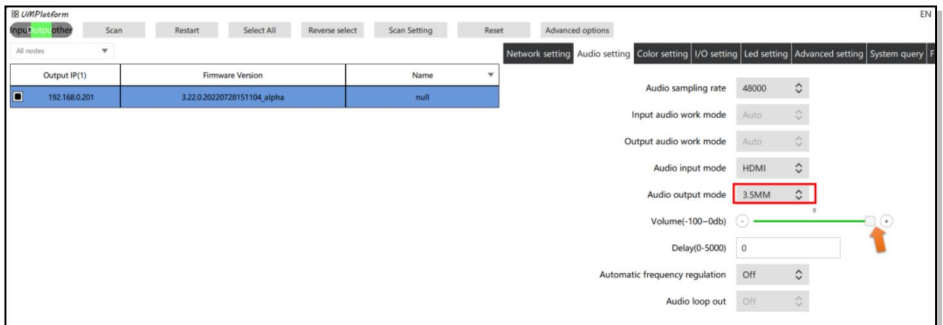 UMPlatform EN
Input Output other Scan Restart Select All Reverse select Scan Setting Reset Advanced options
All nodes
Network setting Audio setting Color setting I/O setting Led setting Advanced setting System query F
Output IP(1) Firmware Version Name
192.168.0.201 3.22.0.20220728151104_alpha null
Audio sampling rate 48000
Input audio work mode Auto
Output audio work mode Auto
Audio input mode HDMI
Audio output mode 3.5MM
0
Volume(-100~0db) - +
Delay(0-5000) 0
Automatic frequency regulation Off
Audio loop out Off